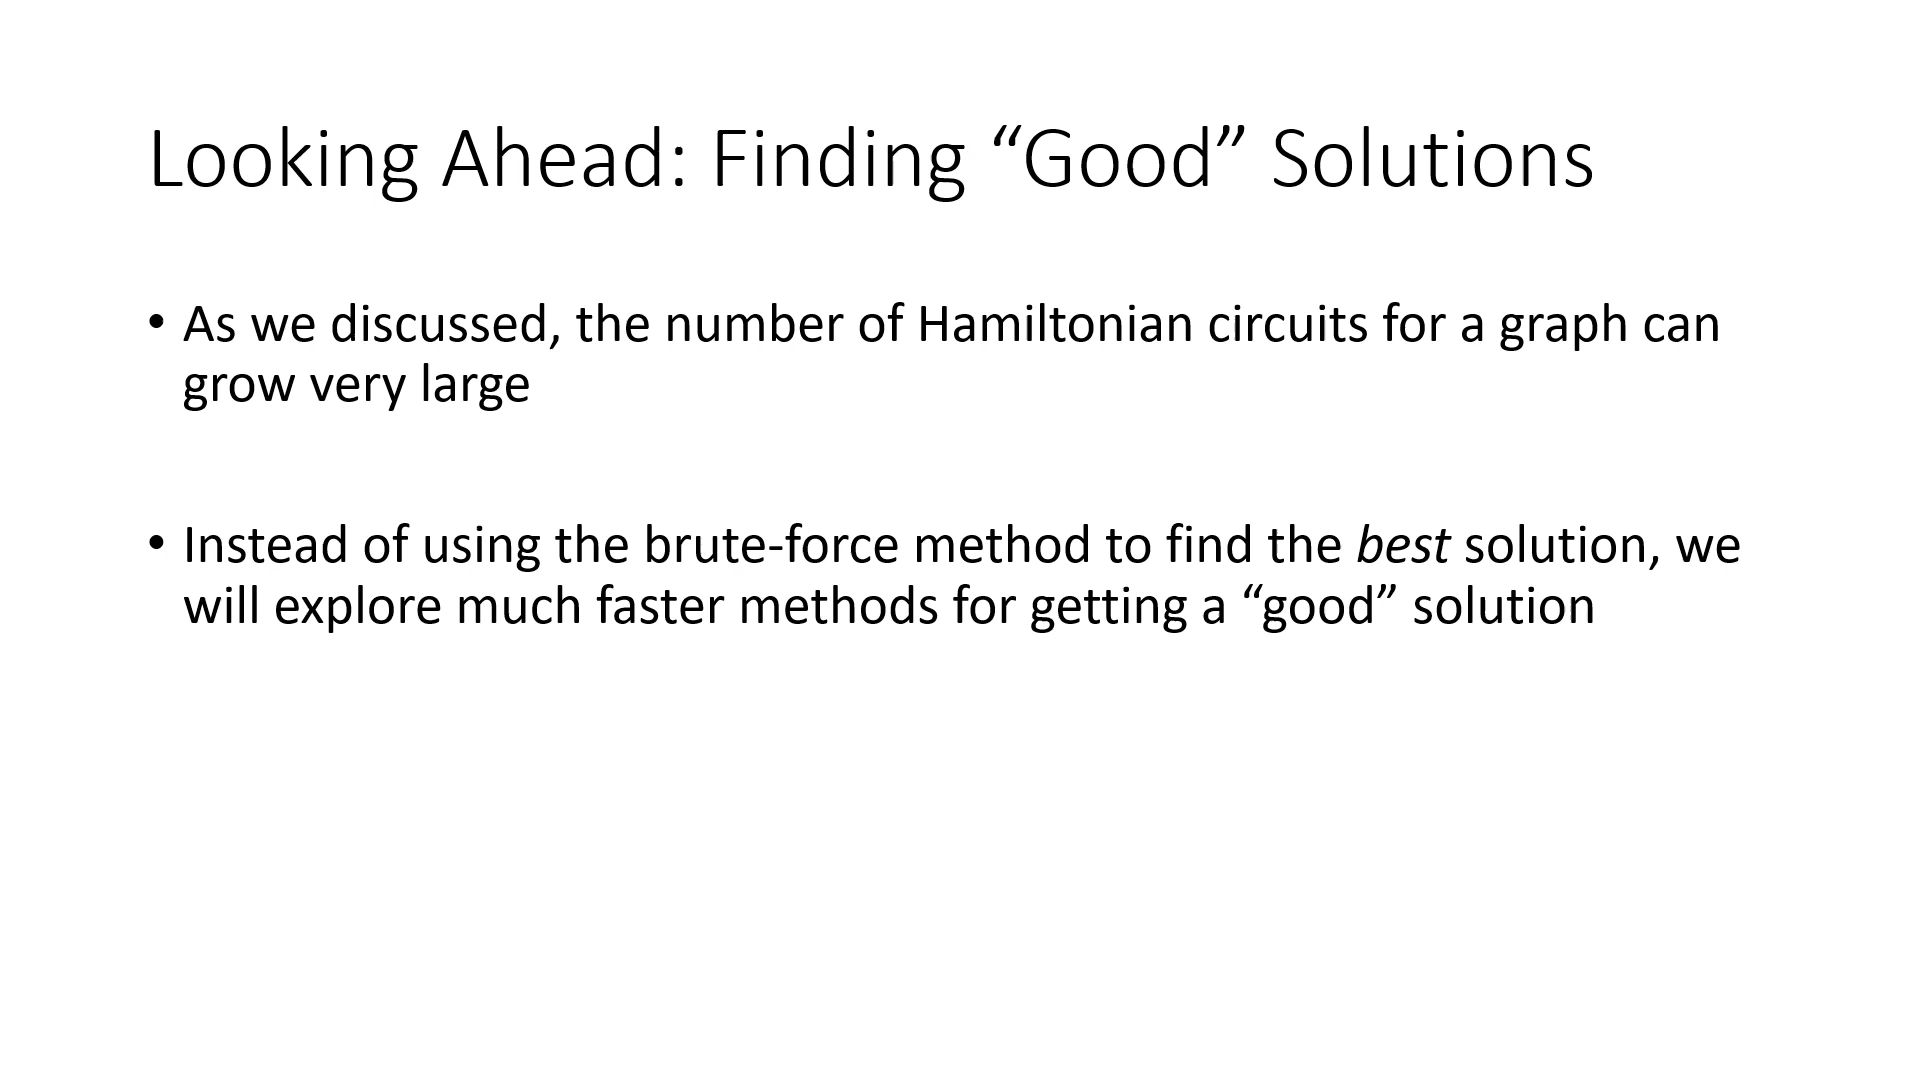 Looking Ahead: Finding “Good” Solutions
• As we discussed, the number of Hamiltonian circuits for a graph can
grow very large
• Instead of using the brute-force method to find the best solution, we
will explore much faster methods for getting a “good” solution